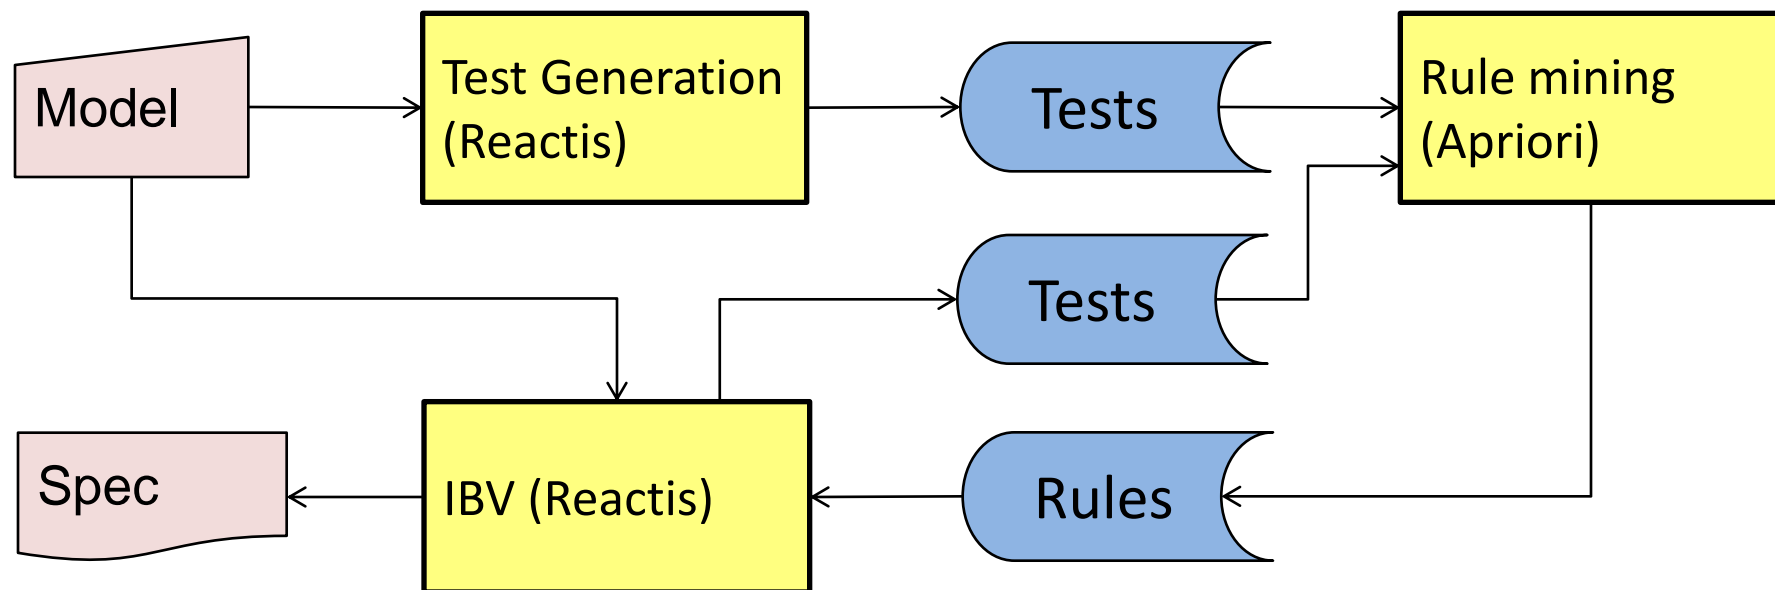 Model
Test Generation
(Reactis)
Tests
Rule mining
(Apriori)
Tests
Spec
IBV (Reactis)
Rules